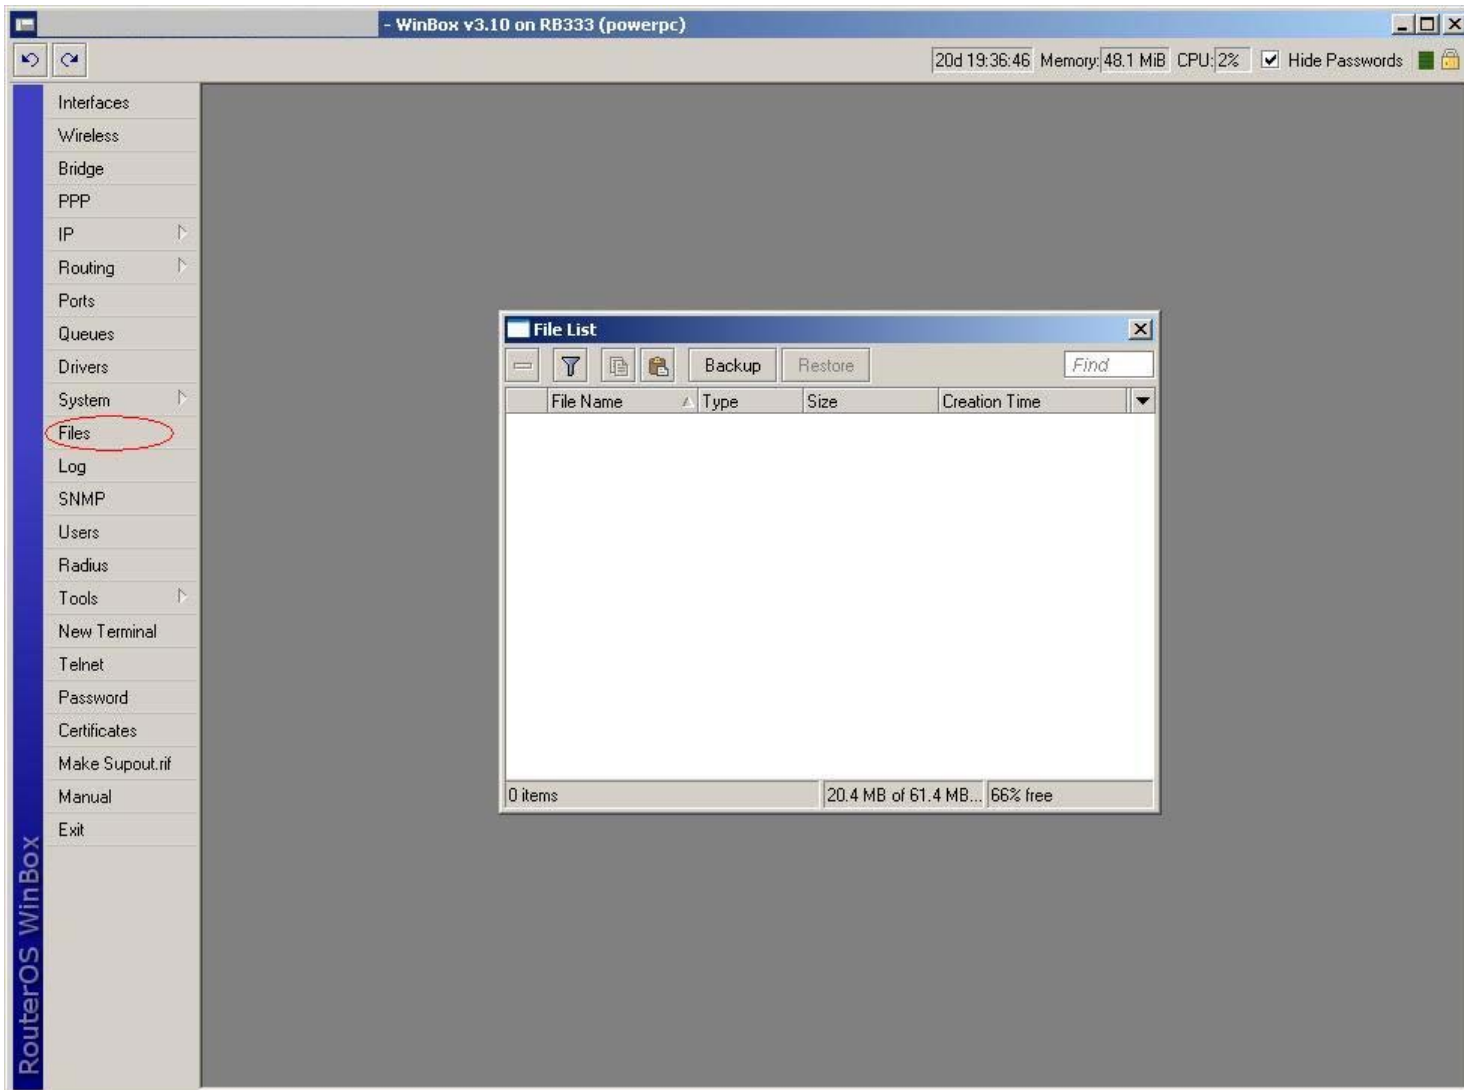 - WinBox v3.10 on RB333 (powerpc)
20d 19:36:46 Memory: 48.1 MiB CPU: 2% Hide Passwords
Interfaces
Wireless
Bridge
PPP
IP
Routing
Ports
Queues
Drivers
System
Files
Log
SNMP
Users
Radius
Tools
New Terminal
Telnet
Password
Certificates
Make Supout.rif
Manual
Exit
RouterOS WinBox
File List
Backup Restore Find
File Name Type Size Creation Time
0 items 20.4 MB of 61.4 MB... 66% free